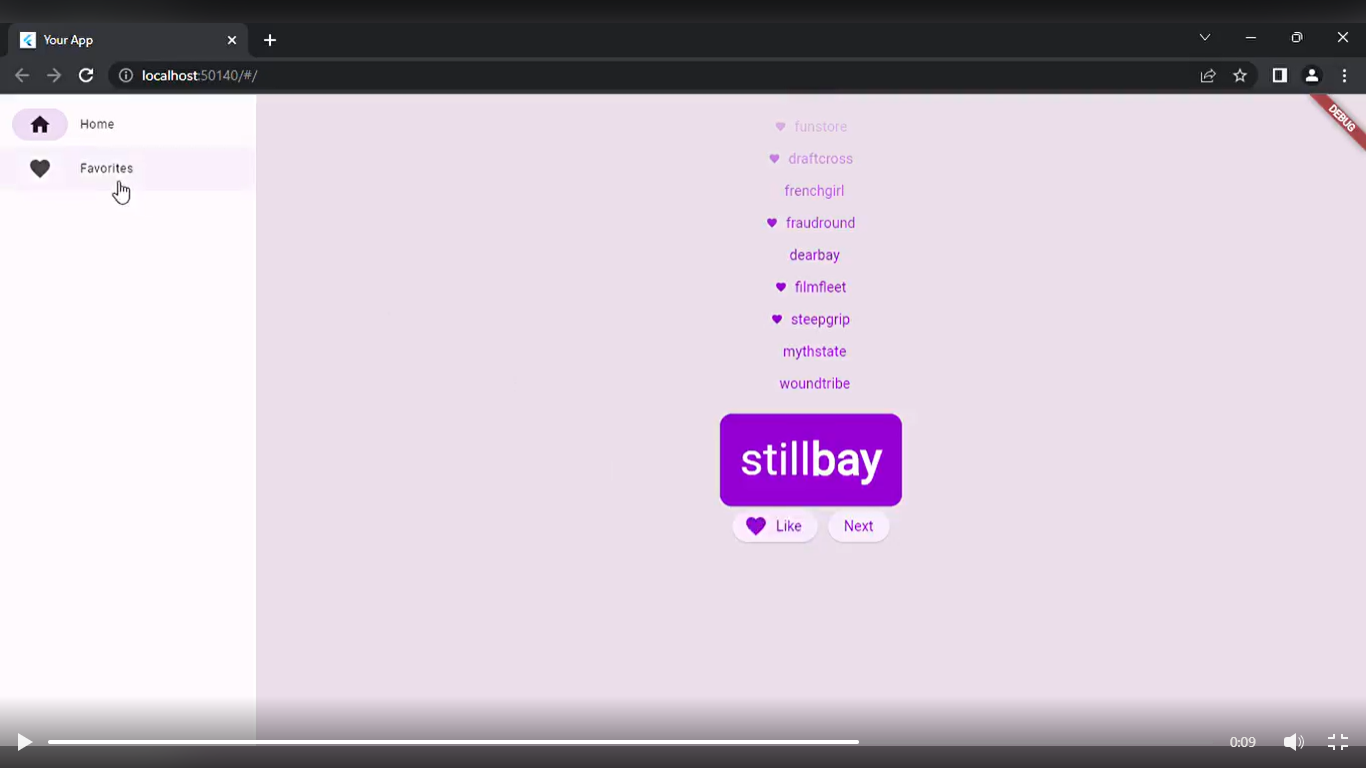 Your App
localhost:50140/#/
DEBUG
Home
Favorites
funstore
draftcross
frenchgirl
fraudround
dearbay
filmfleet
steepgrip
mythstate
woundtribe
stillbay
Like
Next
0:09